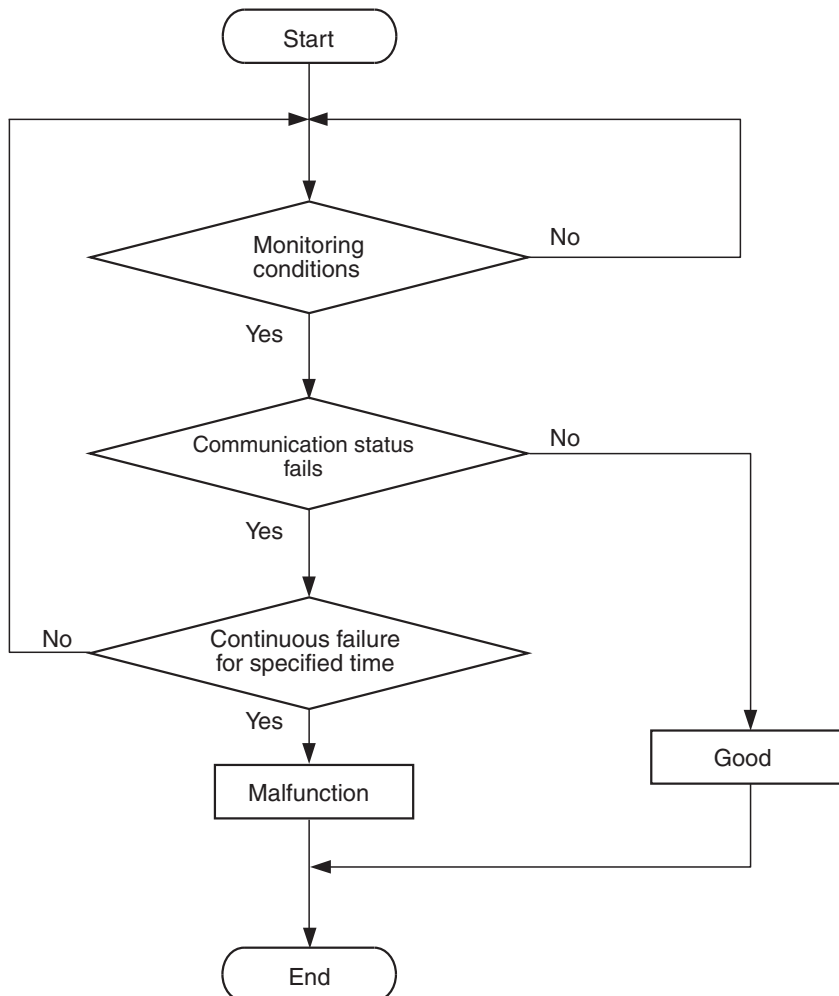 Start
Monitoring
conditions
No
Yes
Communication status
fails
No
Yes
Continuous failure
for specified time
No
Yes
Malfunction
Good
End